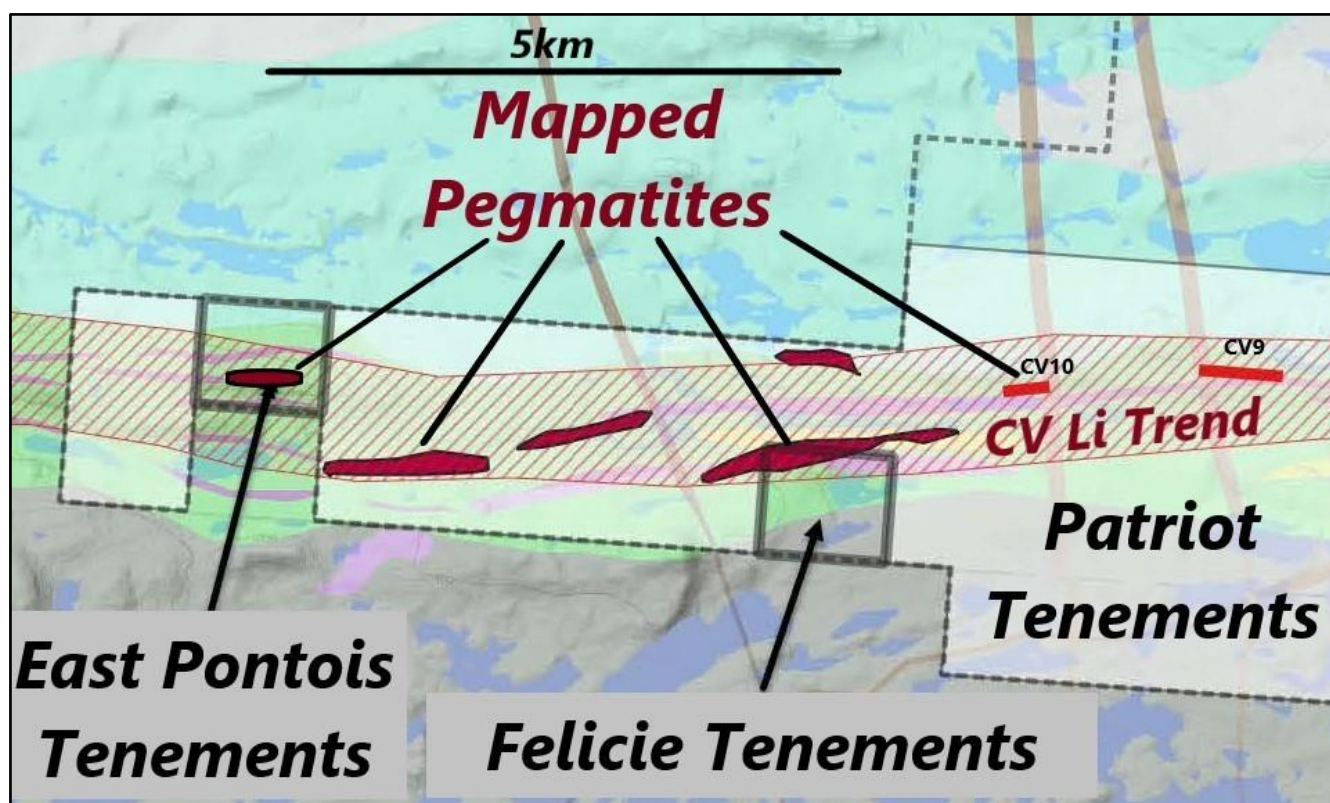 5km
Mapped
Pegmatites
CV10
CV9
CV Li Trend
Patriot
Tenements
East Pontois
Tenements
Felicie Tenements